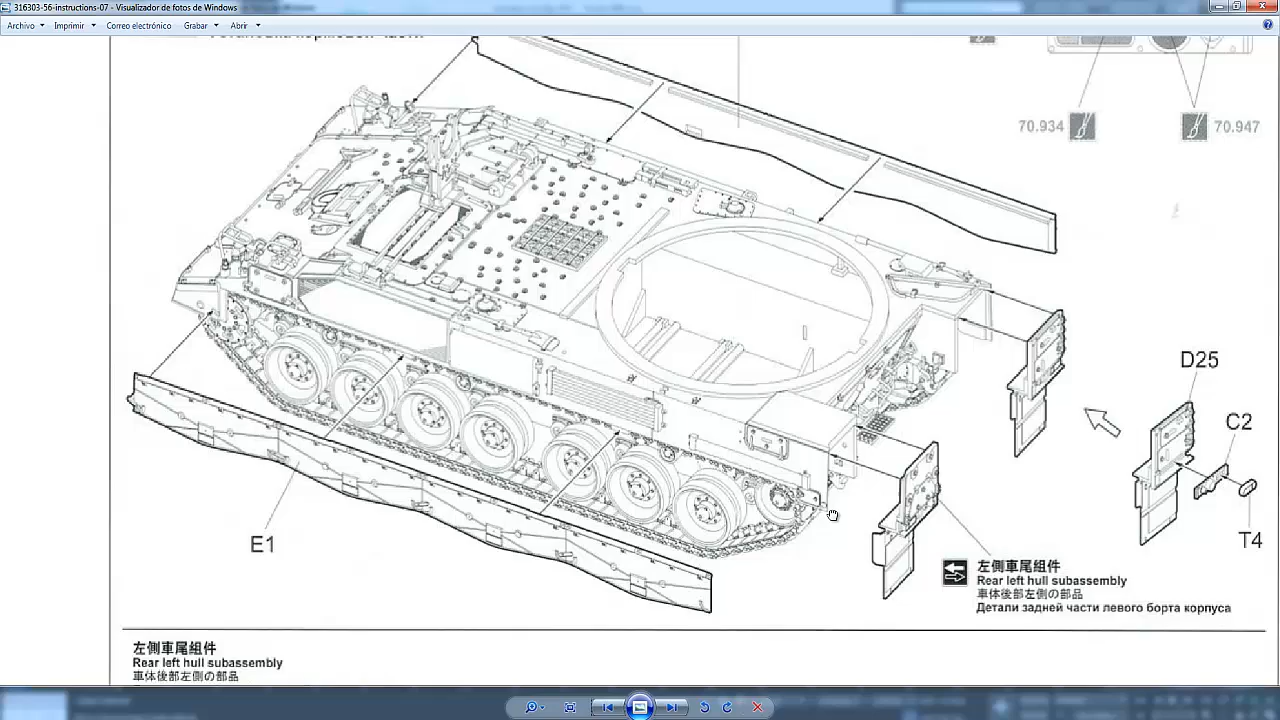 316303-56-instructions-07 - Visualizador de fotos de Windows
Archivo Imprimir Correo electrónico Grabar Abrir
70.934 70.947
D25
C2
T4
E1
左側車尾組件
Rear left hull subassembly
車体後部左側の部品
Детали задней части левого борта корпуса
左側車尾組件
Rear left hull subassembly
車体後部左側の部品